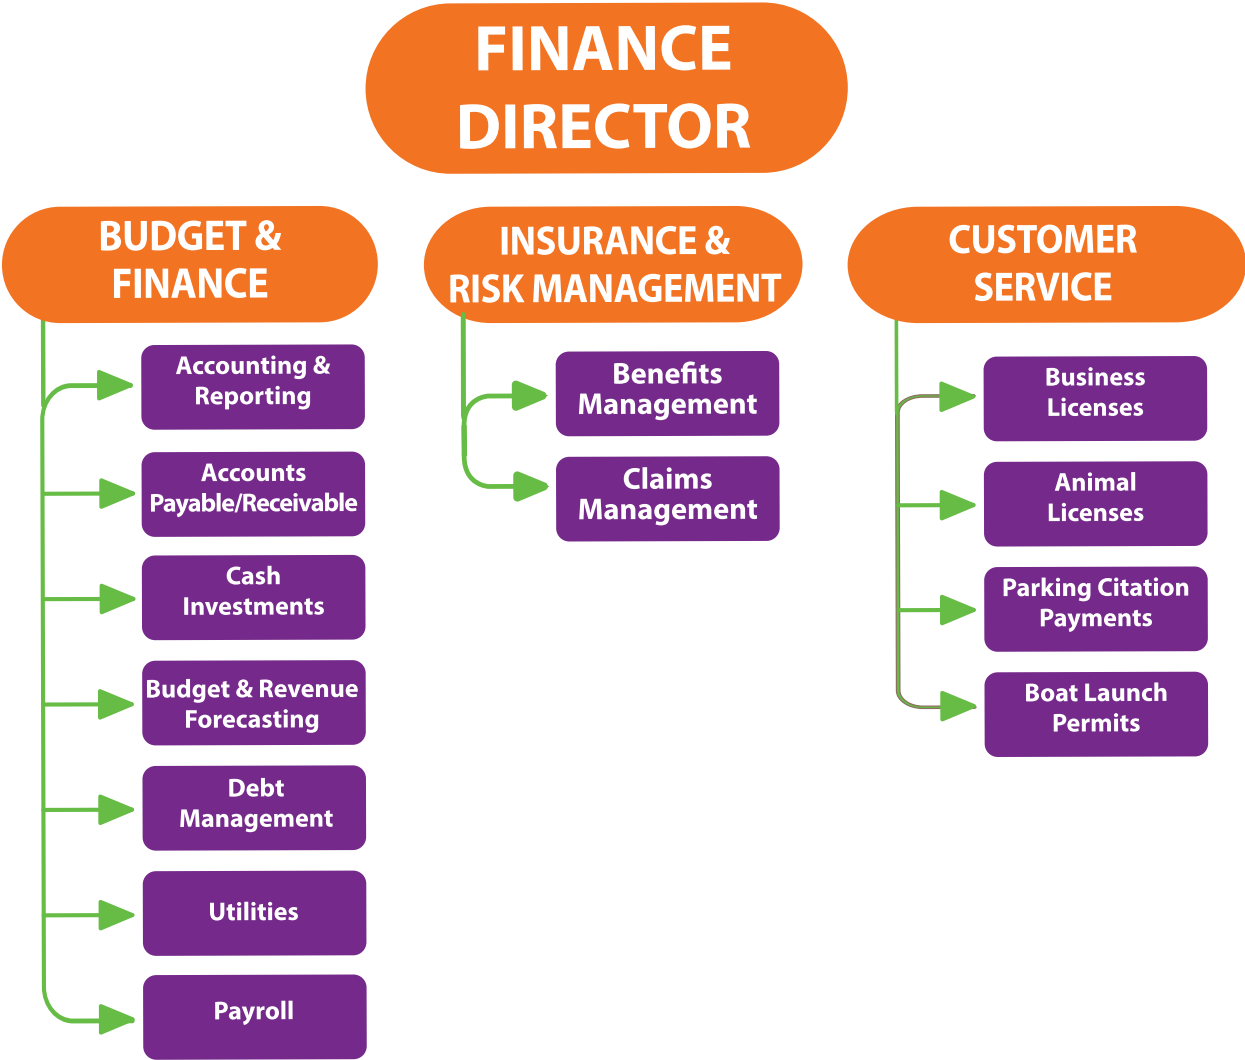 FINANCE
DIRECTOR
BUDGET &
FINANCE
Accounting &
Reporting
Accounts
Payable/Receivable
Cash
Investments
Budget & Revenue
Forecasting
Debt
Management
Utilities
Payroll
INSURANCE &
RISK MANAGEMENT
Benefits
Management
Claims
Management
CUSTOMER
SERVICE
Business
Licenses
Animal
Licenses
Parking Citation
Payments
Boat Launch
Permits